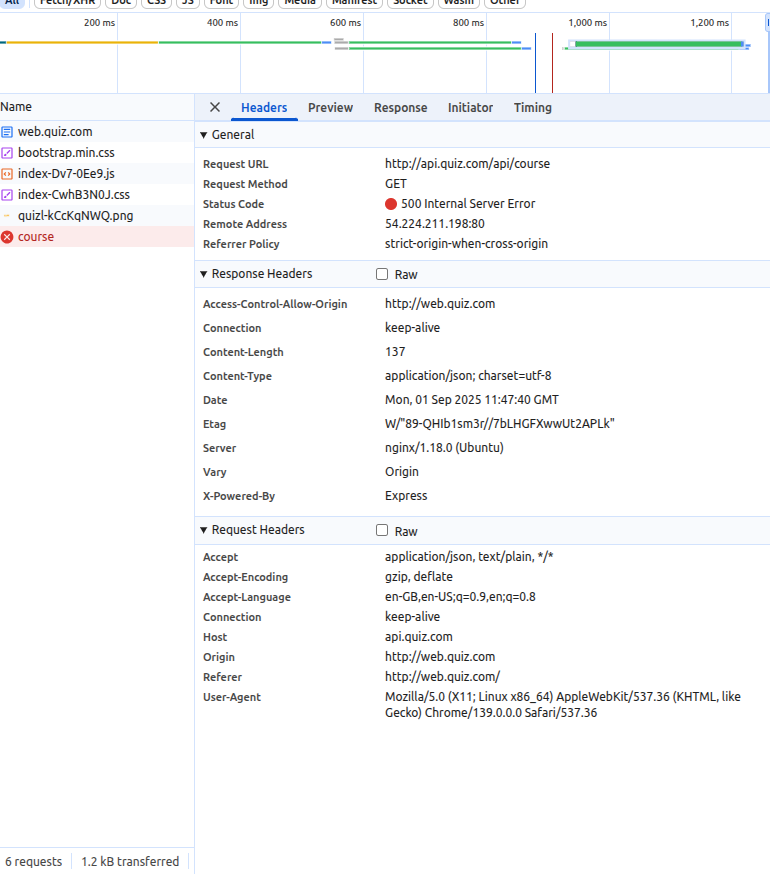 All Fetch/XHR Doc CSS JS Font Img Media Manifest Socket Wasm Other
200 ms 400 ms 600 ms 800 ms 1,000 ms 1,200 ms
Name
web.quiz.com
bootstrap.min.css
index-Dv7-0Ee9.js
index-CwhB3N0J.css
quizl-kCcKqNWQ.png
course
6 requests 1.2 kB transferred
Headers Preview Response Initiator Timing
General
Request URL http://api.quiz.com/api/course
Request Method GET
Status Code 500 Internal Server Error
Remote Address 54.224.211.198:80
Referrer Policy strict-origin-when-cross-origin
Response Headers Raw
Access-Control-Allow-Origin http://web.quiz.com
Connection keep-alive
Content-Length 137
Content-Type application/json; charset=utf-8
Date Mon, 01 Sep 2025 11:47:40 GMT
Etag W/"89-QHIb1sm3r//7bLHGFXwwUt2APLk"
Server nginx/1.18.0 (Ubuntu)
Vary Origin
X-Powered-By Express
Request Headers Raw
Accept application/json, text/plain, */*
Accept-Encoding gzip, deflate
Accept-Language en-GB,en-US;q=0.9,en;q=0.8
Connection keep-alive
Host api.quiz.com
Origin http://web.quiz.com
Referer http://web.quiz.com/
User-Agent Mozilla/5.0 (X11; Linux x86_64) AppleWebKit/537.36 (KHTML, like
Gecko) Chrome/139.0.0.0 Safari/537.36